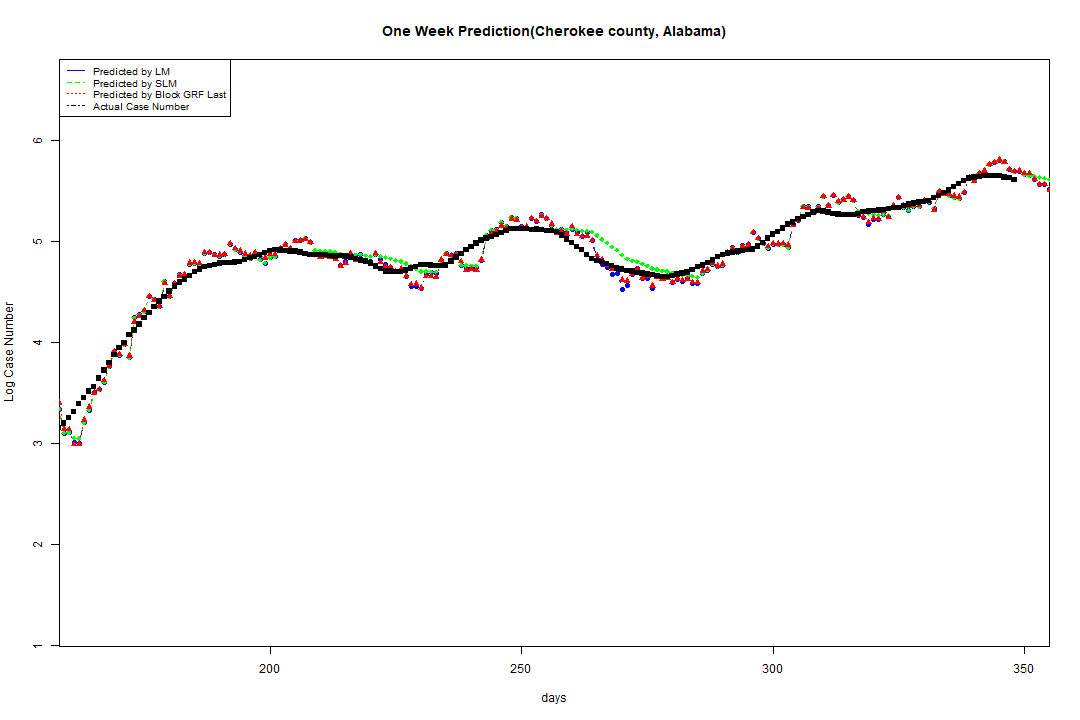 One Week Prediction(Cherokee county, Alabama)
Predicted by LM
Predicted by SLM
Predicted by Block GRF Last
Actual Case Number
6
5
4
3
2
1
Log Case Number
200 250 300 350
days